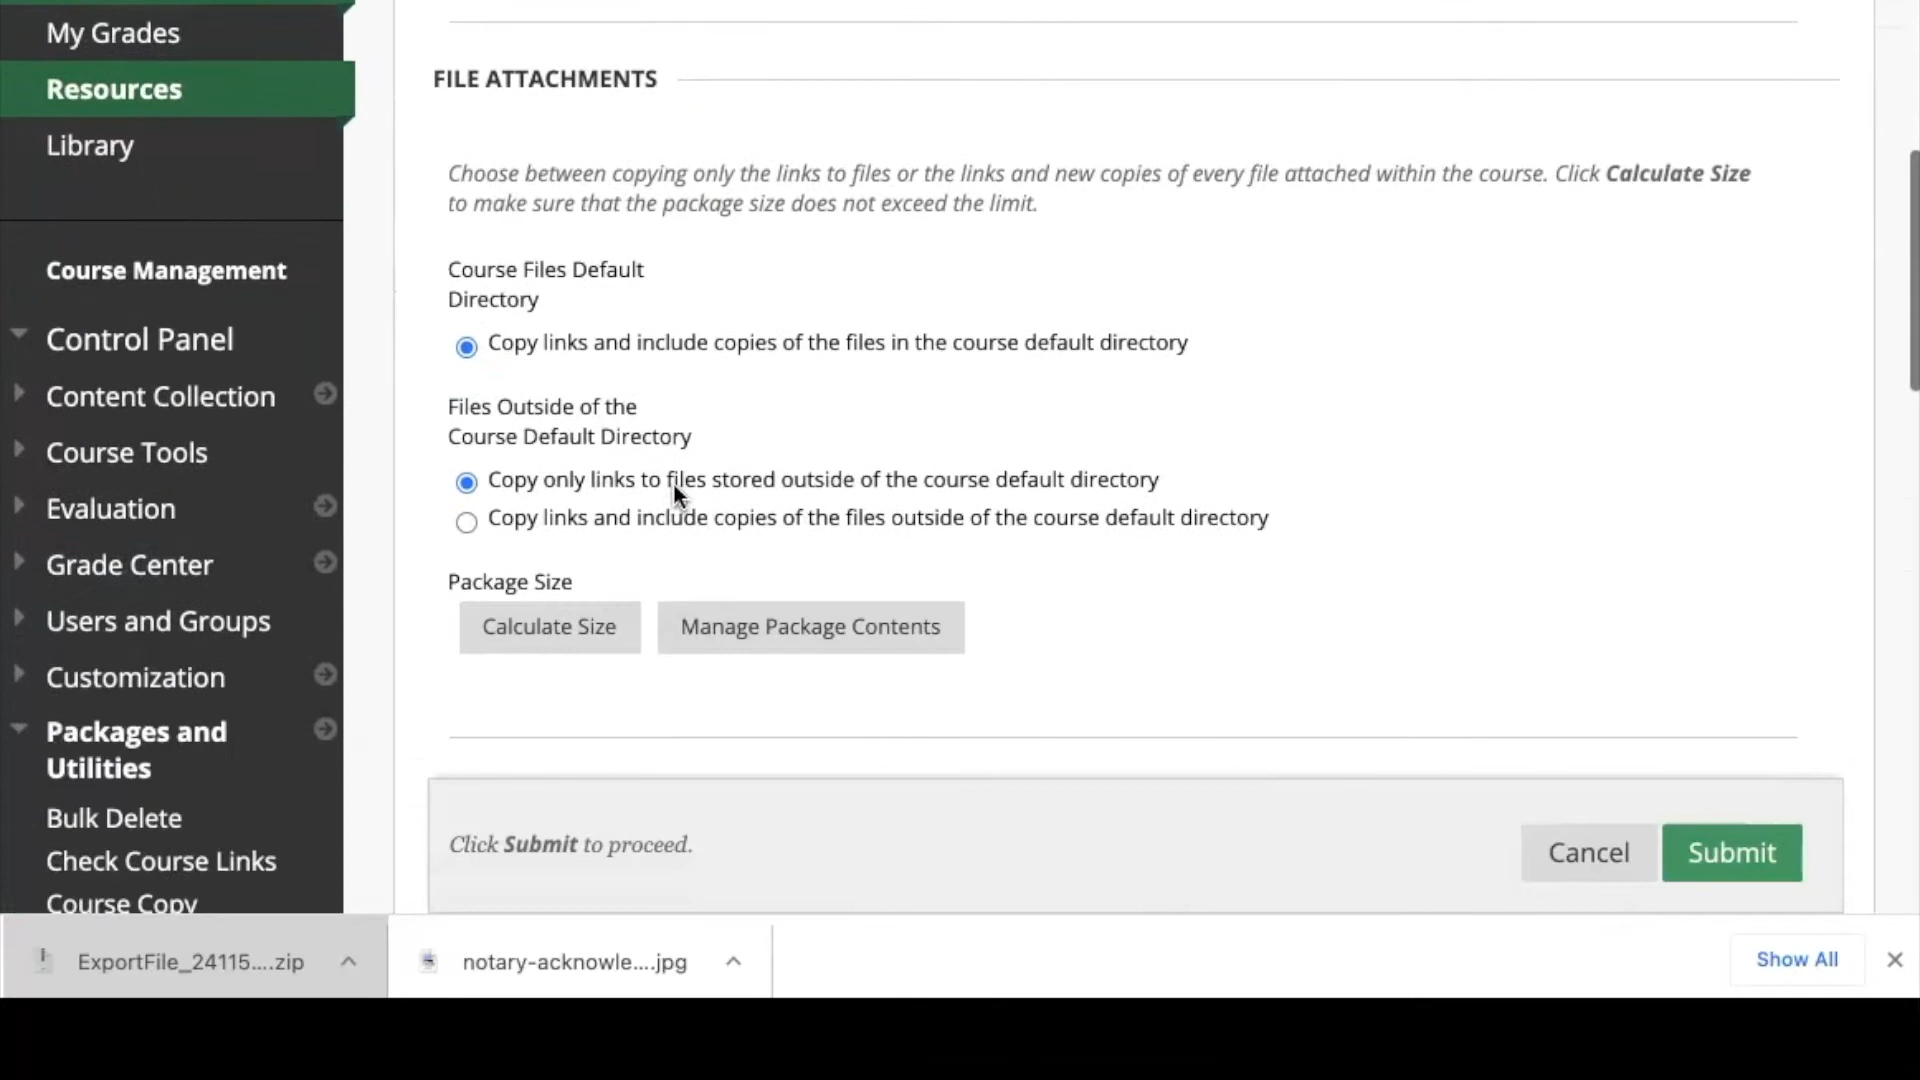 My Grades
Resources
Library
Course Management
Control Panel
Content Collection
Course Tools
Evaluation
Grade Center
Users and Groups
Customization
Packages and
Utilities
Bulk Delete
Check Course Links
Course Copy
FILE ATTACHMENTS
Choose between copying only the links to files or the links and new copies of every file attached within the course. Click Calculate Size
to make sure that the package size does not exceed the limit.
Course Files Default
Directory
Copy links and include copies of the files in the course default directory
Files Outside of the
Course Default Directory
Copy only links to files stored outside of the course default directory
Copy links and include copies of the files outside of the course default directory
Package Size
Calculate Size
Manage Package Contents
Click Submit to proceed.
Cancel
Submit
ExportFile_24115....zip
notary-acknowle....jpg
Show All